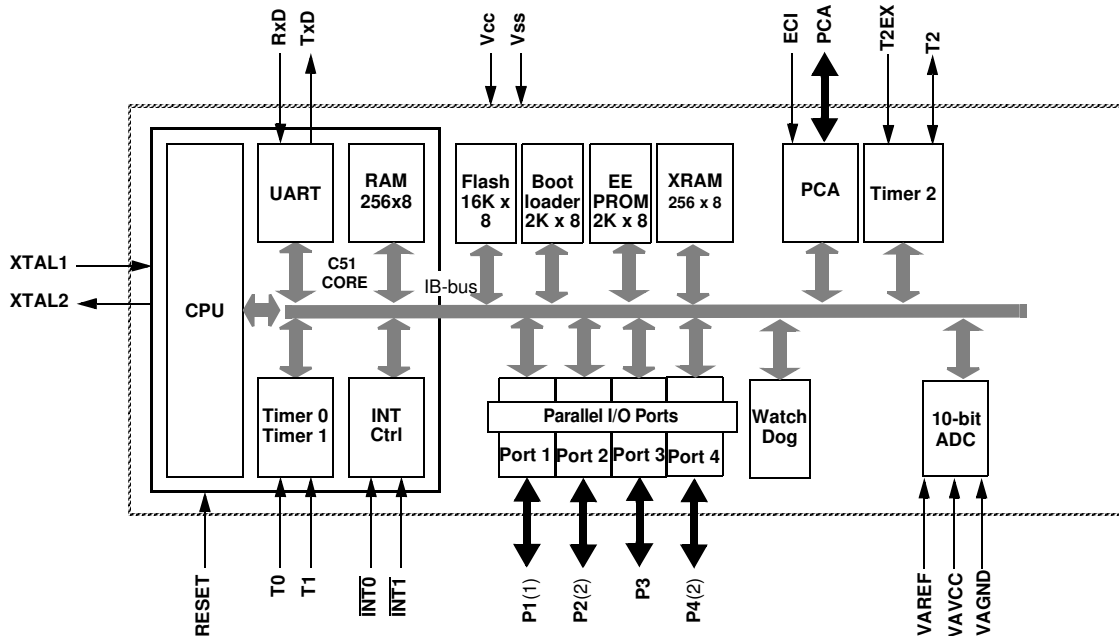 RxD
TxD
Vcc
Vss
ECI
PCA
T2EX
T2
UART
RAM
256x8
Flash
16K x
8
Boot
loader
2K x 8
EE
PROM
2K x 8
XRAM
256 x 8
PCA
Timer 2
XTAL1
XTAL2
CPU
C51
CORE
IB-bus
Timer 0
Timer 1
INT
Ctrl
Parallel I/O Ports
Port 1
Port 2
Port 3
Port 4
Watch
Dog
10-bit
ADC
RESET
T0
T1
INT0
INT1
P1(1)
P2(2)
P3
P4(2)
VAREF
VAVCC
VAGND